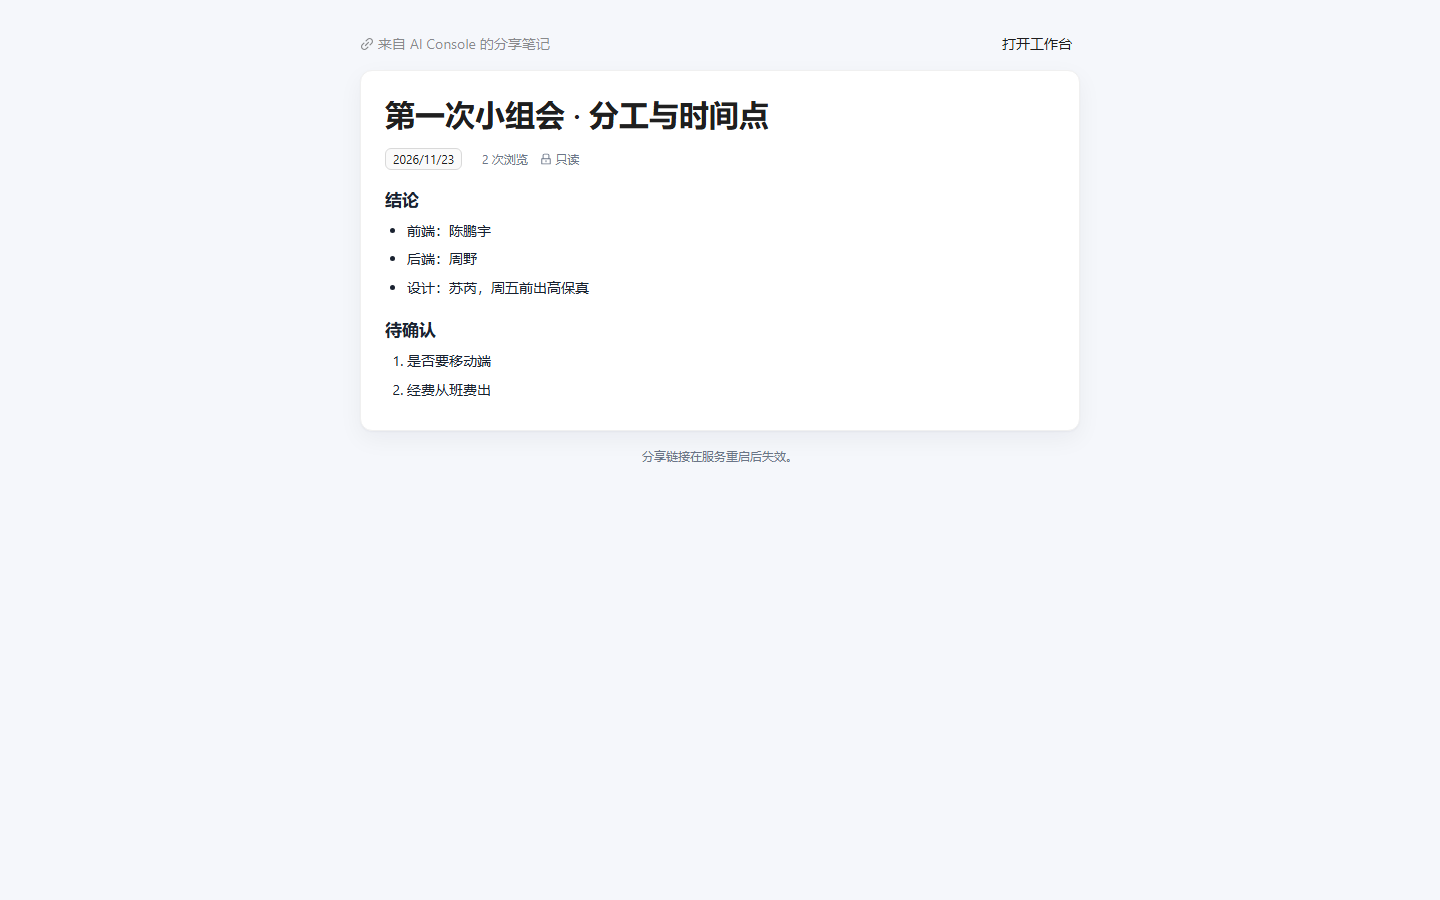 来自 AI Console 的分享笔记
打开工作台
第一次小组会 · 分工与时间点
2026/11/23 2 次浏览 只读
结论
• 前端：陈鹏宇
• 后端：周野
• 设计：苏芮，周五前出高保真
待确认
1. 是否要移动端
2. 经费从班费出
分享链接在服务重启后失效。